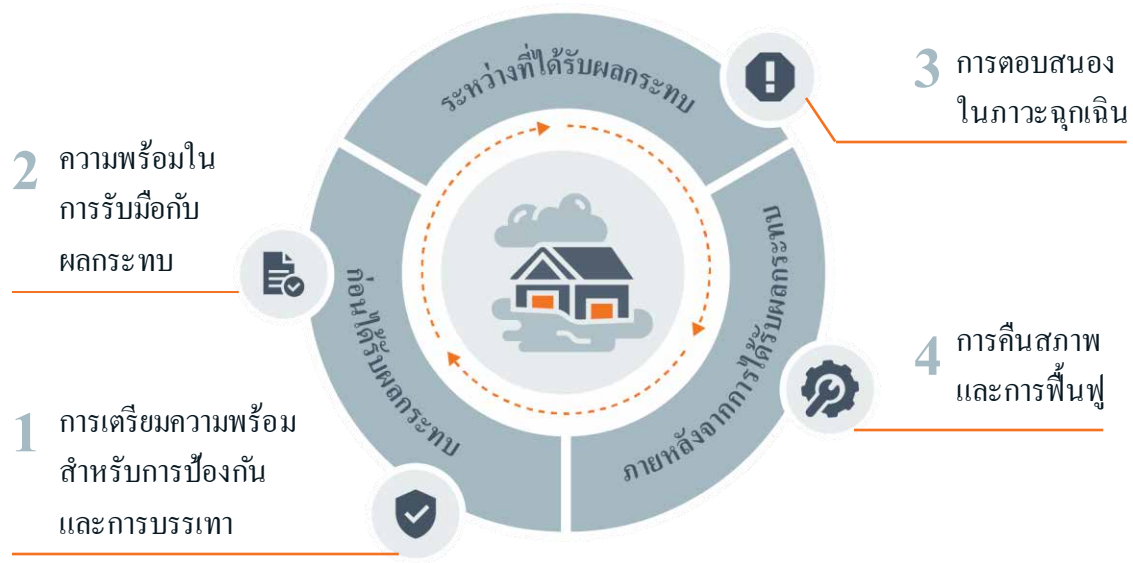 1
การเตรียมความพร้อม
สำหรับการป้องกัน
และการบรรเทา
2
ความพร้อมใน
การรับมือกับ
ผลกระทบ
3
การตอบสนอง
ในภาวะฉุกเฉิน
4
การคืนสภาพ
และการฟื้นฟู
ก่อนได้รับผลกระทบ
ระหว่างที่ได้รับผลกระทบ
ภายหลังจากการได้รับผลกระทบ